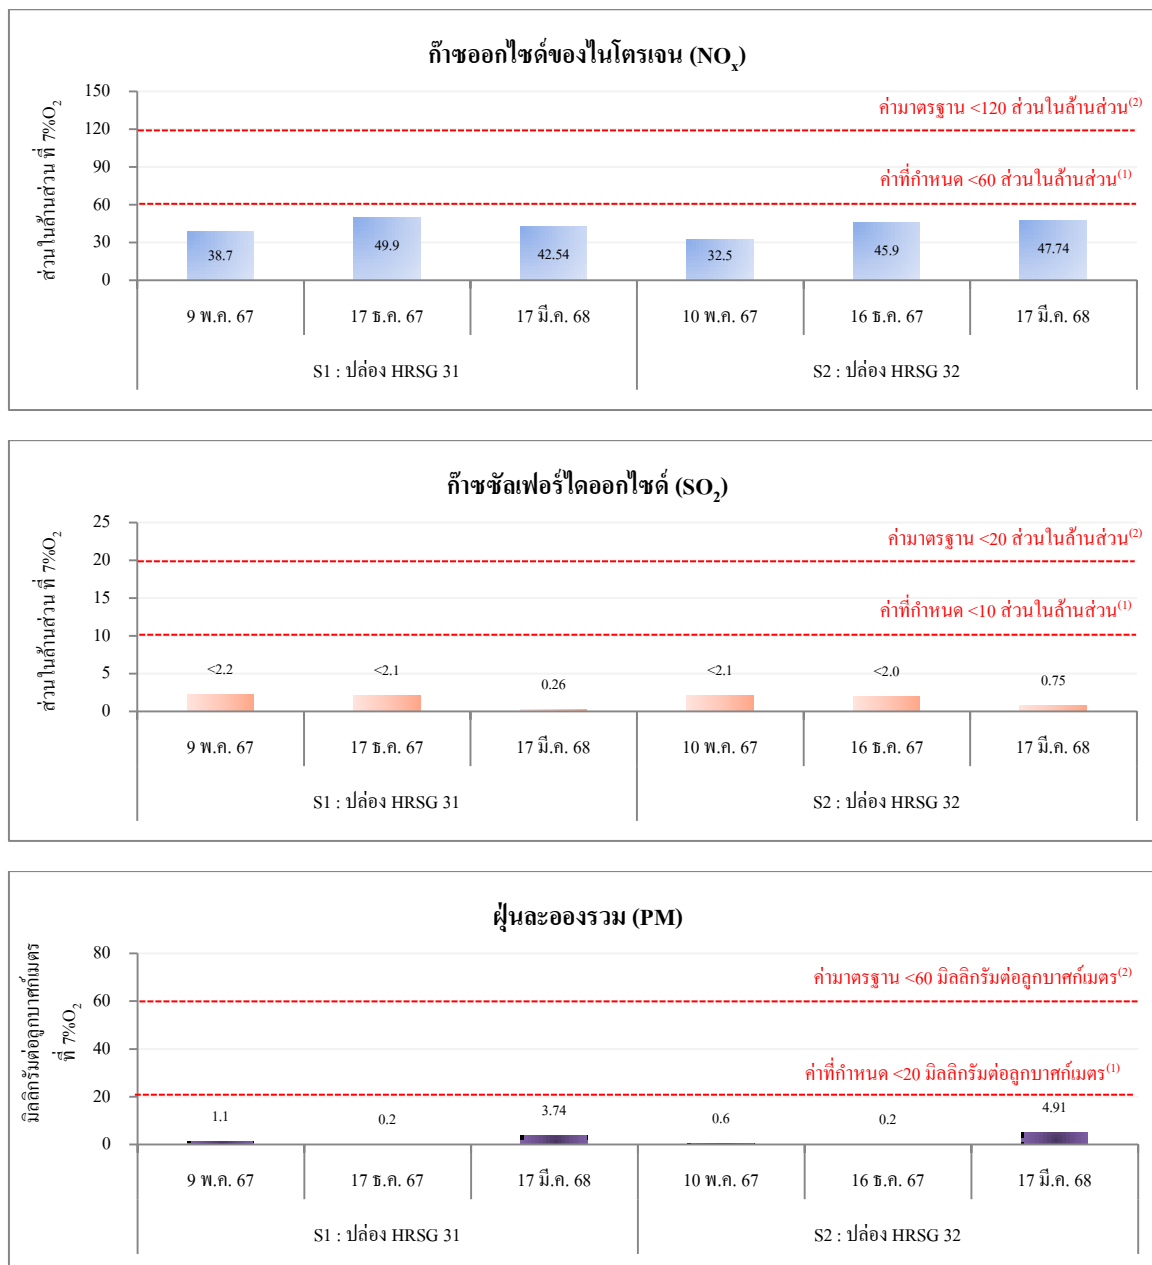 ก๊าซออกไซด์ของไนโตรเจน (NOx)
ส่วนในล้านส่วน ที่ 7%O2
150
120
90
60
30
0
ค่ามาตรฐาน <120 ส่วนในล้านส่วน(2)
ค่าที่กำหนด <60 ส่วนในล้านส่วน(1)
38.7 49.9 42.54 32.5 45.9 47.74
9 พ.ค. 67 17 ธ.ค. 67 17 มี.ค. 68 10 พ.ค. 67 16 ธ.ค. 67 17 มี.ค. 68
S1 : ปล่อง HRSG 31 S2 : ปล่อง HRSG 32
ก๊าซซัลเฟอร์ไดออกไซด์ (SO2)
ส่วนในล้านส่วน ที่ 7%O2
25
20
15
10
5
0
ค่ามาตรฐาน <20 ส่วนในล้านส่วน(2)
ค่าที่กำหนด <10 ส่วนในล้านส่วน(1)
<2.2 <2.1 0.26 <2.1 <2.0 0.75
9 พ.ค. 67 17 ธ.ค. 67 17 มี.ค. 68 10 พ.ค. 67 16 ธ.ค. 67 17 มี.ค. 68
S1 : ปล่อง HRSG 31 S2 : ปล่อง HRSG 32
ฝุ่นละอองรวม (PM)
มิลลิกรัมต่อลูกบาศก์เมตร
ที่ 7%O2
80
60
40
20
0
ค่ามาตรฐาน <60 มิลลิกรัมต่อลูกบาศก์เมตร(2)
ค่าที่กำหนด <20 มิลลิกรัมต่อลูกบาศก์เมตร(1)
1.1 0.2 3.74 0.6 0.2 4.91
9 พ.ค. 67 17 ธ.ค. 67 17 มี.ค. 68 10 พ.ค. 67 16 ธ.ค. 67 17 มี.ค. 68
S1 : ปล่อง HRSG 31 S2 : ปล่อง HRSG 32